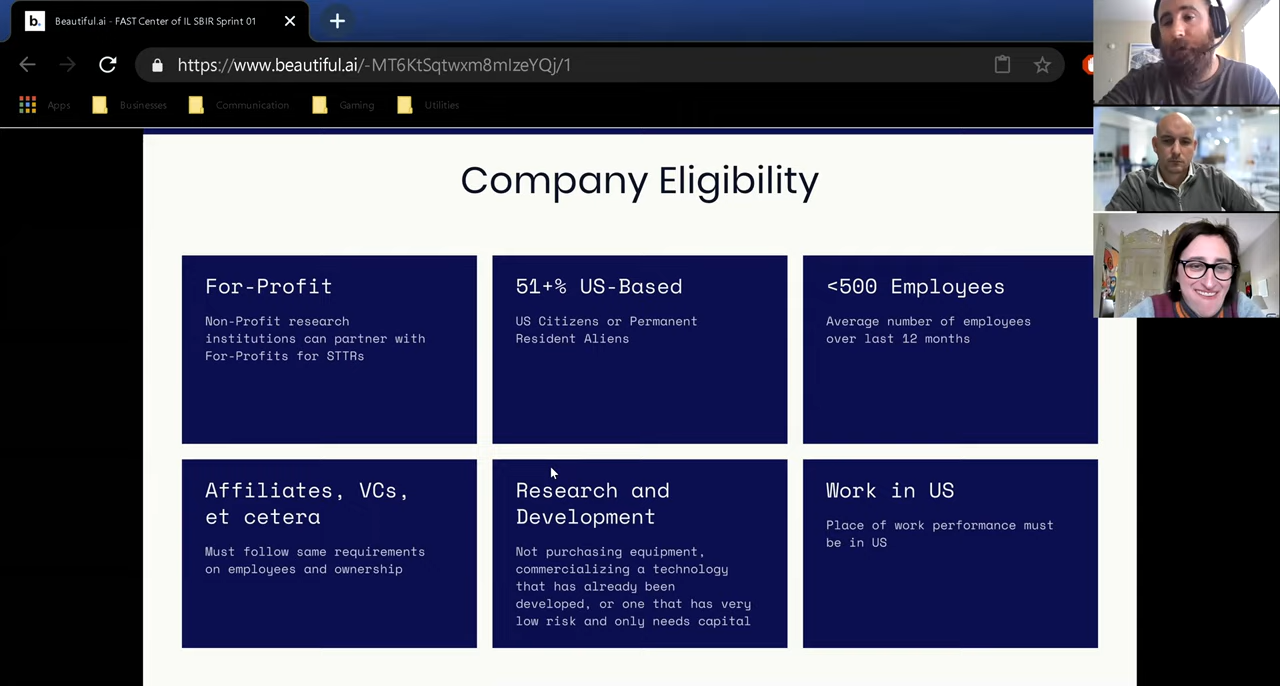 b. Beautiful.ai - FAST Center of IL SBIR Sprint 01
https://www.beautiful.ai/-MT6KtSqtwxm8mIzeYQj/1
Apps Businesses Communication Gaming Utilities
Company Eligibility
For-Profit
Non-Profit research
institutions can partner with
For-Profits for STTRs
51+% US-Based
US Citizens or Permanent
Resident Aliens
<500 Employees
Average number of employees
over last 12 months
Affiliates, VCs,
et cetera
Must follow same requirements
on employees and ownership
Research and
Development
Not purchasing equipment,
commercializing a technology
that has already been
developed, or one that has very
low risk and only needs capital
Work in US
Place of work performance must
be in US